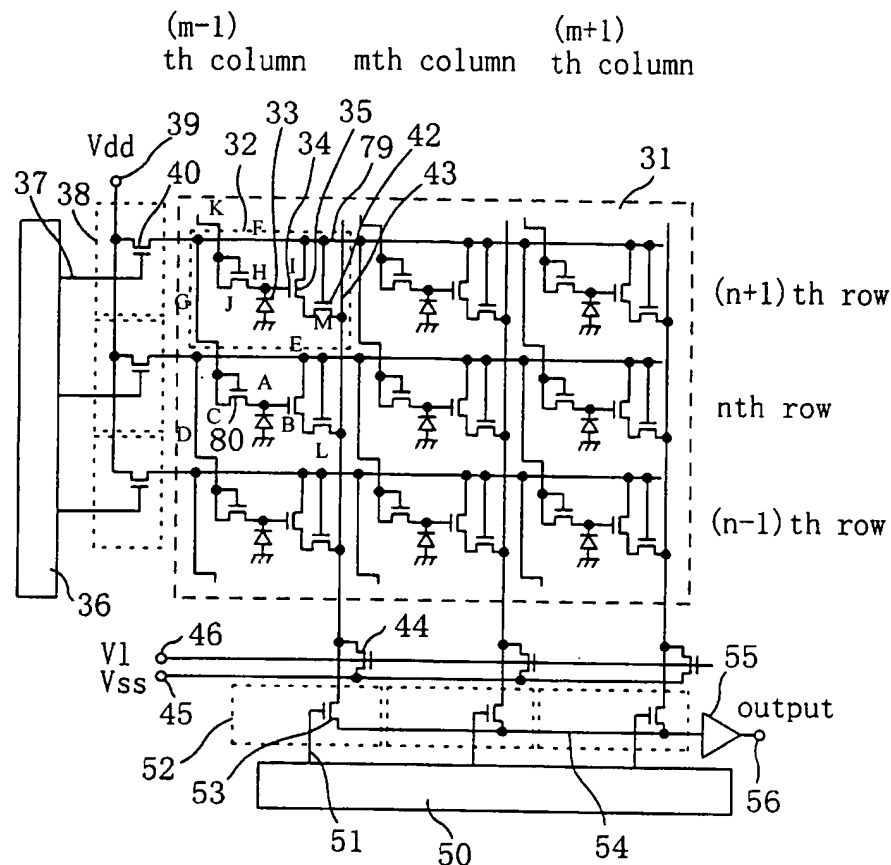 (m-1) (m+1)
th column mth column th column
39 33 35 42
Vdd 32 34 79 43
37 38 40 31
K F
H I
G J M (n+1)th row
E
A
C B nth row
D 80 L
(n-1)th row
36
46 44
Vl 55
Vss
45 output
52
53 56
51 50 54